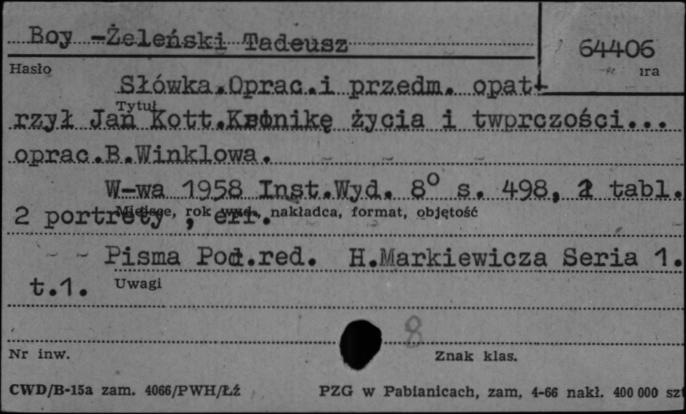 Boy -Żeleński Tadeusz
64406
Hasło
Słówka.Oprac.i przedm. opat-
Tytuł
rzył Jan Kott.Kronikę życia i twprczości...
oprac.B.Winklowa.
W-wa 1958 Inst.Wyd. 8° s. 498, 1 tabl.
2 portrety , err.
Miejsce, rok wyd., nakładca, format, objętość
Pisma Pod.red. H.Markiewicza Seria 1.
t.1.
Uwagi
8
Nr inw.
Znak klas.
CWD/B-15a zam. 4066/PWH/Łź
PZG w Pabianicach, zam, 4-66 nakł. 400 000 szt